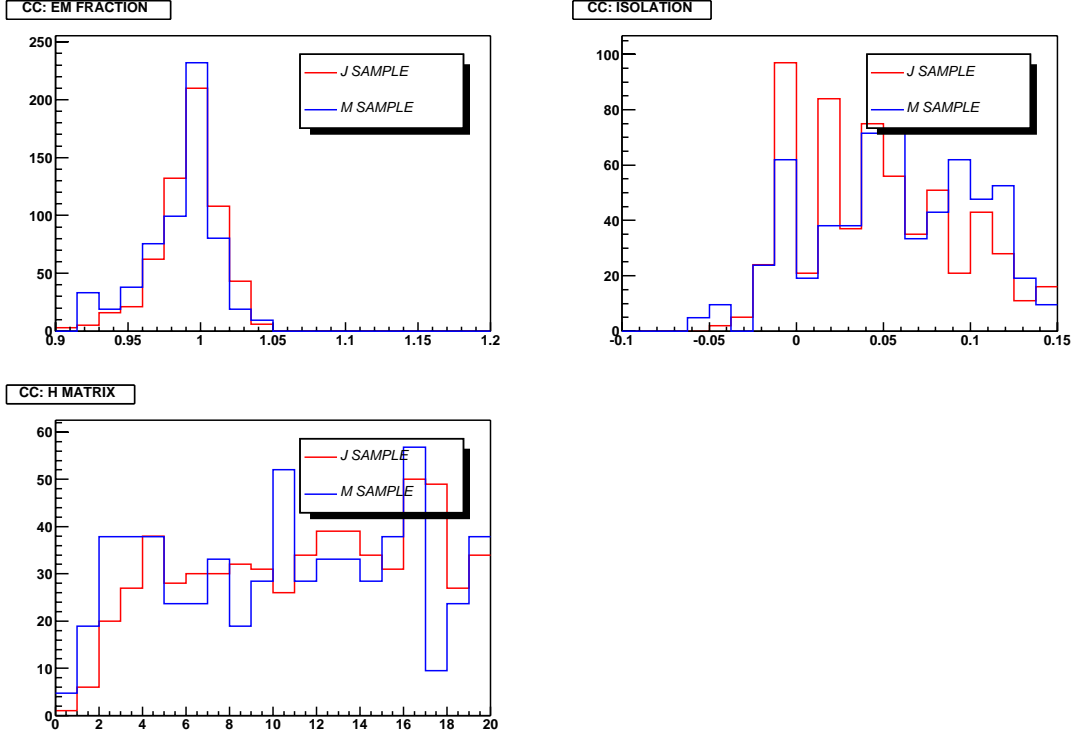 CC: EM FRACTION
250
200
150
100
50
0
0.9 0.95 1 1.05 1.1 1.15 1.2
J SAMPLE
M SAMPLE
CC: ISOLATION
100
80
60
40
20
0
-0.1 -0.05 0 0.05 0.1 0.15
J SAMPLE
M SAMPLE
CC: H MATRIX
60
50
40
30
20
10
0
0 2 4 6 8 10 12 14 16 18 20
J SAMPLE
M SAMPLE